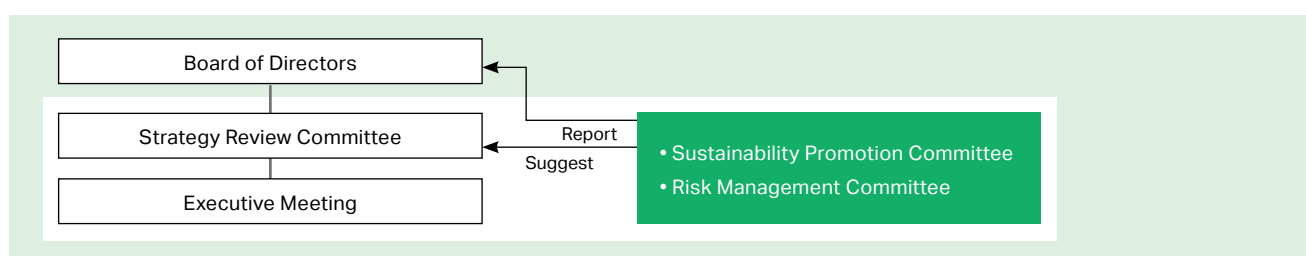 Board of Directors
Strategy Review Committee
Executive Meeting
Report
Suggest
• Sustainability Promotion Committee
• Risk Management Committee